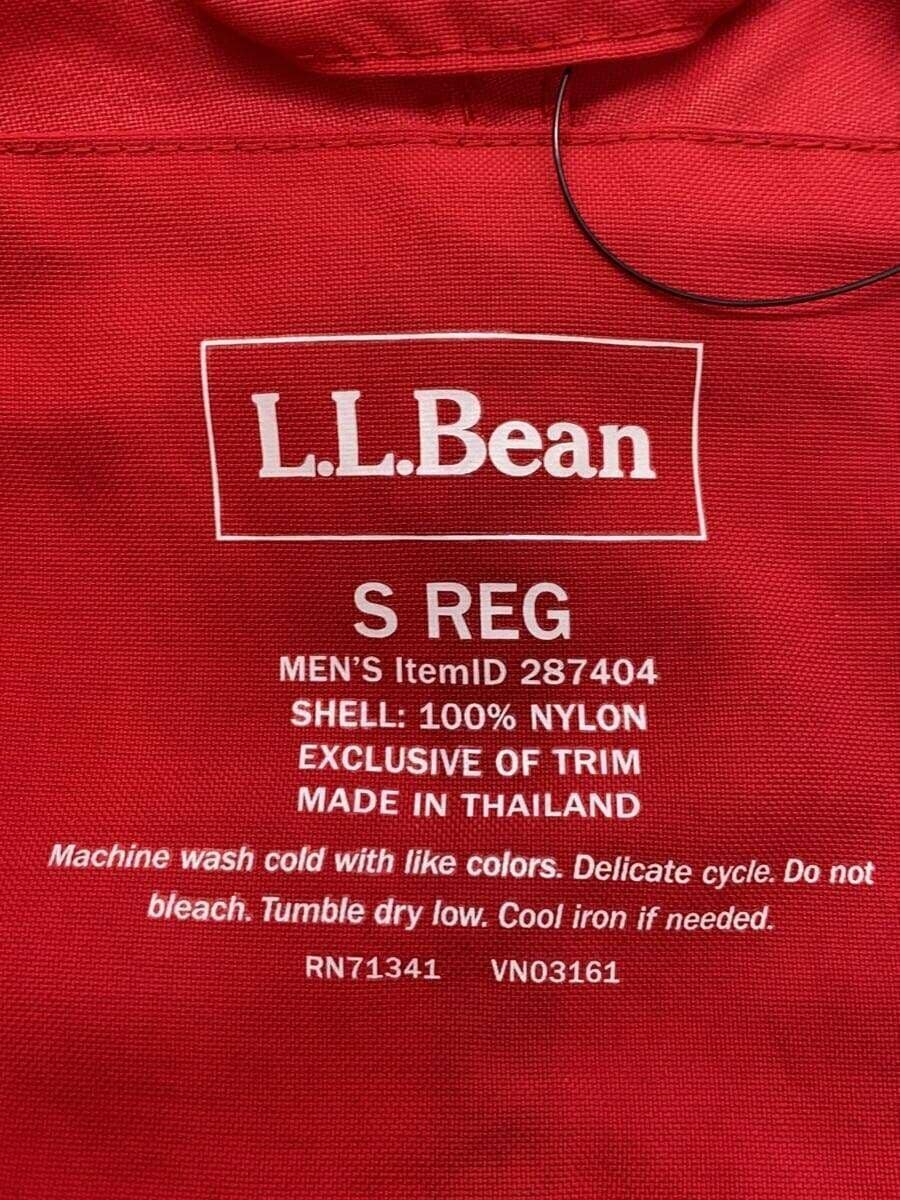 L.L.Bean
S REG
MEN'S ItemID 287404
SHELL: 100% NYLON
EXCLUSIVE OF TRIM
MADE IN THAILAND
Machine wash cold with like colors. Delicate cycle. Do not
bleach. Tumble dry low. Cool iron if needed.
RN71341 VN03161